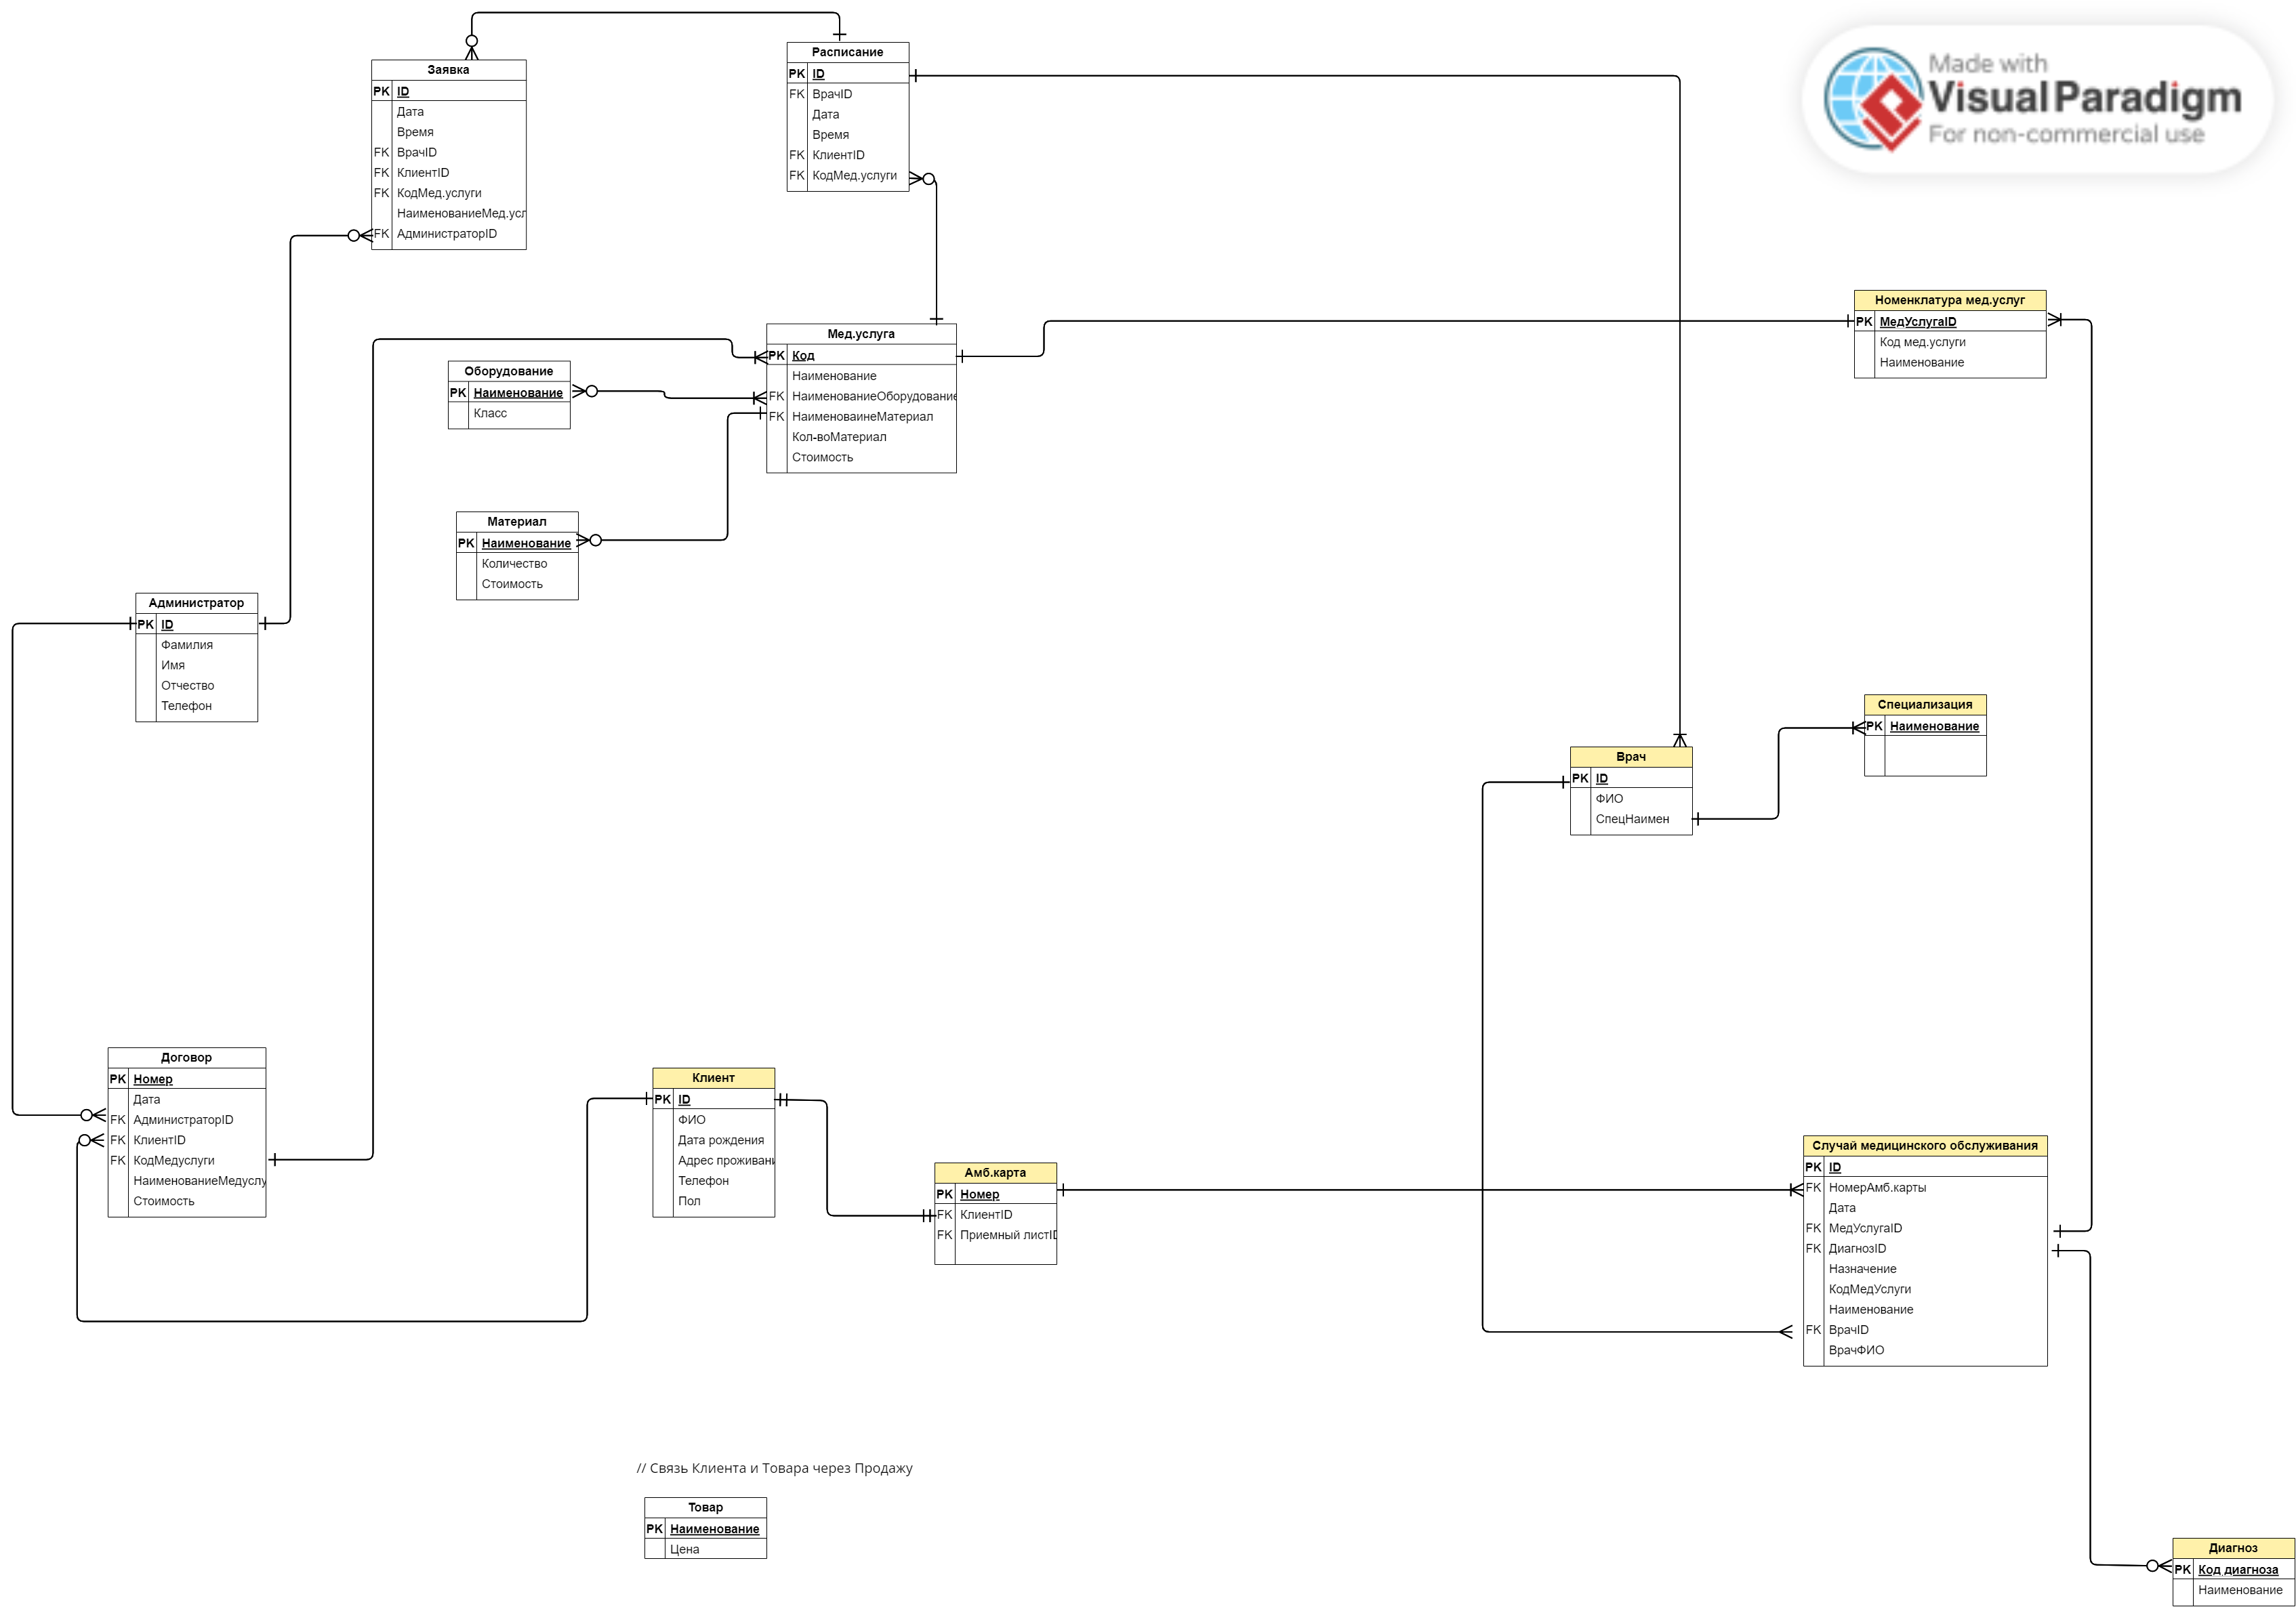 Made with
Visual Paradigm
For non-commercial use
Заявка
PK ID
Дата
Время
FK ВрачID
FK КлиентID
FK КодМед.услуги
НаименованиеМед.усл
FK АдминистраторID
Расписание
PK ID
FK ВрачID
Дата
Время
FK КлиентID
FK КодМед.услуги
Номенклатура мед.услуг
PK МедУслугаID
Код мед.услуги
Наименование
Мед.услуга
PK Код
Наименование
FK НаименованиеОборудование
FK НаименоваинеМатериал
Кол-воМатериал
Стоимость
Оборудование
PK Наименование
Класс
Материал
PK Наименование
Количество
Стоимость
Администратор
PK ID
Фамилия
Имя
Отчество
Телефон
Специализация
PK Наименование
Врач
PK ID
ФИО
СпецНаимен
Договор
PK Номер
Дата
FK АдминистраторID
FK КлиентID
FK КодМедуслуги
НаименованиеМедуслу
Стоимость
Клиент
PK ID
ФИО
Дата рождения
Адрес проживани
Телефон
Пол
Амб.карта
PK Номер
FK КлиентID
FK Приемный листID
Случай медицинского обслуживания
PK ID
FK НомерАмб.карты
Дата
FK МедУслугаID
FK ДиагнозID
Назначение
КодМедУслуги
Наименование
FK ВрачID
ВрачФИО
// Связь Клиента и Товара через Продажу
Товар
PK Наименование
Цена
Диагноз
PK Код диагноза
Наименование